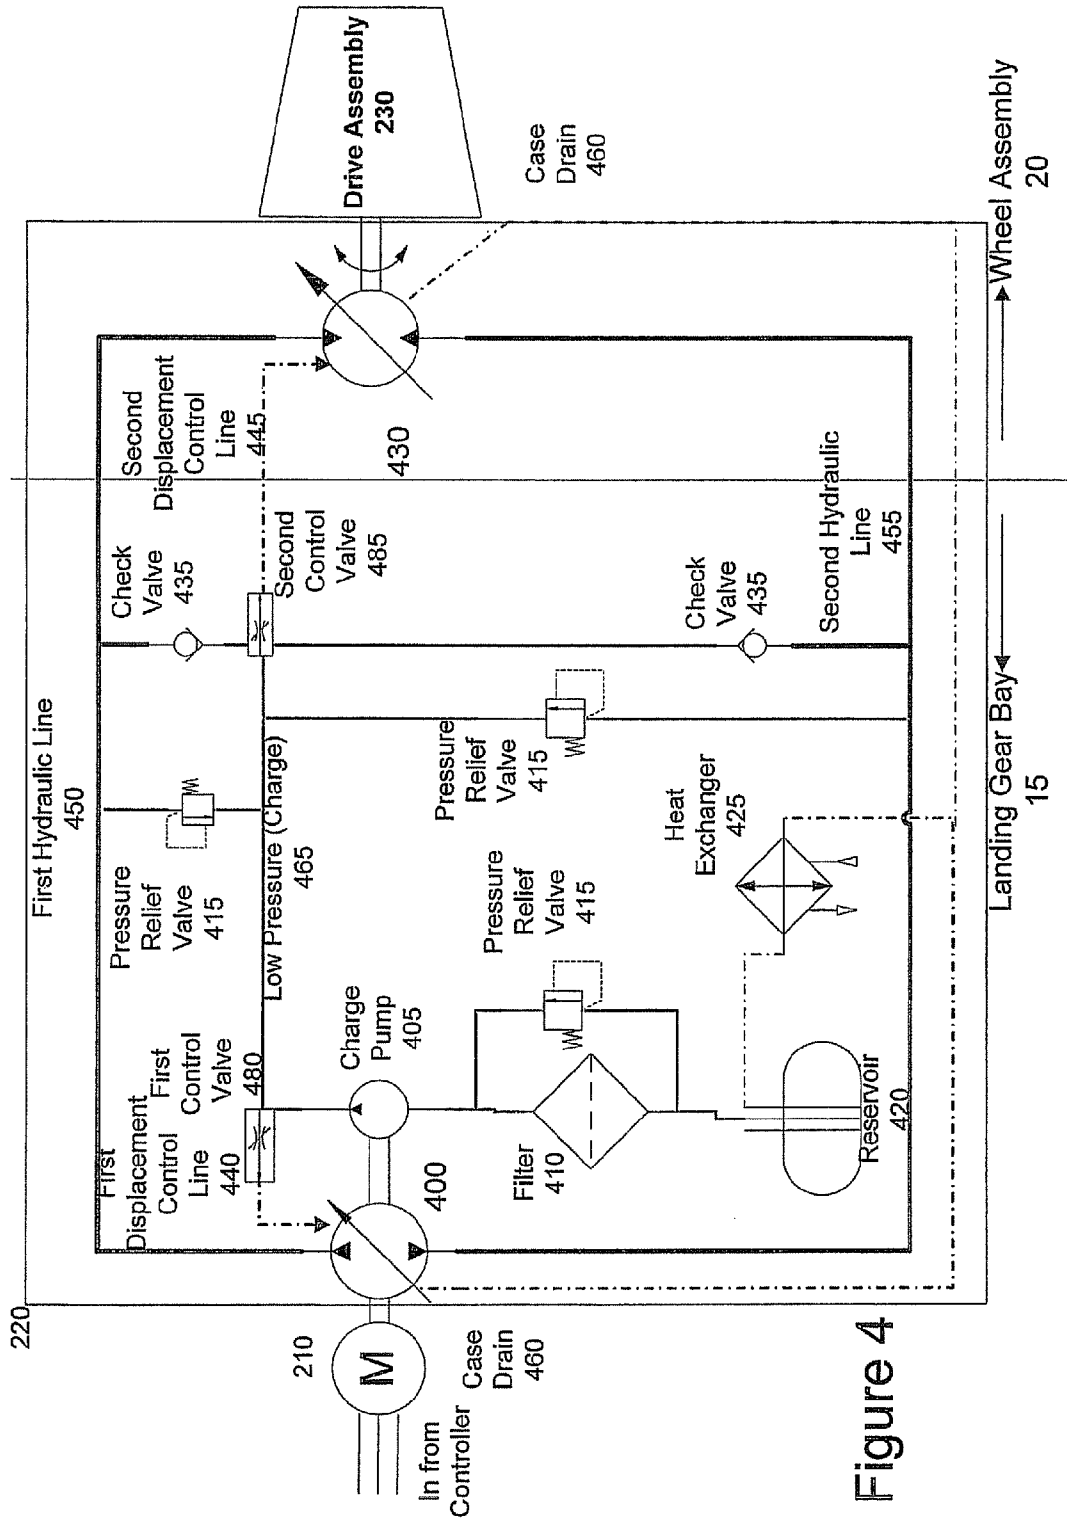 220
First Hydraulic Line
450
Pressure
Relief
Valve
415
Check
Valve
435
Second
Displacement
Control
Line
445
First
Displacement
Control
Line
440
First
Control
Valve
480
Low Pressure (Charge)
465
Second
Control
Valve
485
Drive Assembly
230
210
M
In from
Controller
Case
Drain
460
400
Charge
Pump
405
Pressure
Relief
Valve
415
430
Case
Drain
460
Filter
410
Pressure
Relief
Valve
415
Heat
Exchanger
425
Check
Valve
435
Second Hydraulic
Line
455
Reservoir
420
Landing Gear Bay
15
Wheel Assembly
20
Figure 4